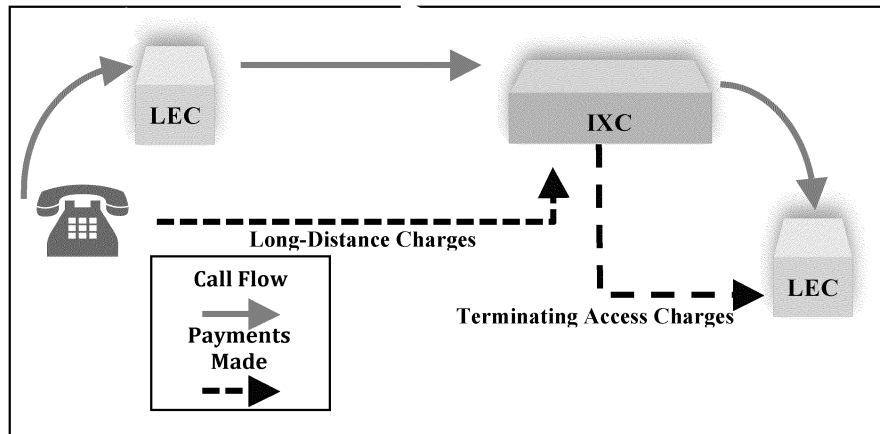 LEC
IXC
Long-Distance Charges
LEC
Terminating Access Charges
Call Flow
Payments
Made